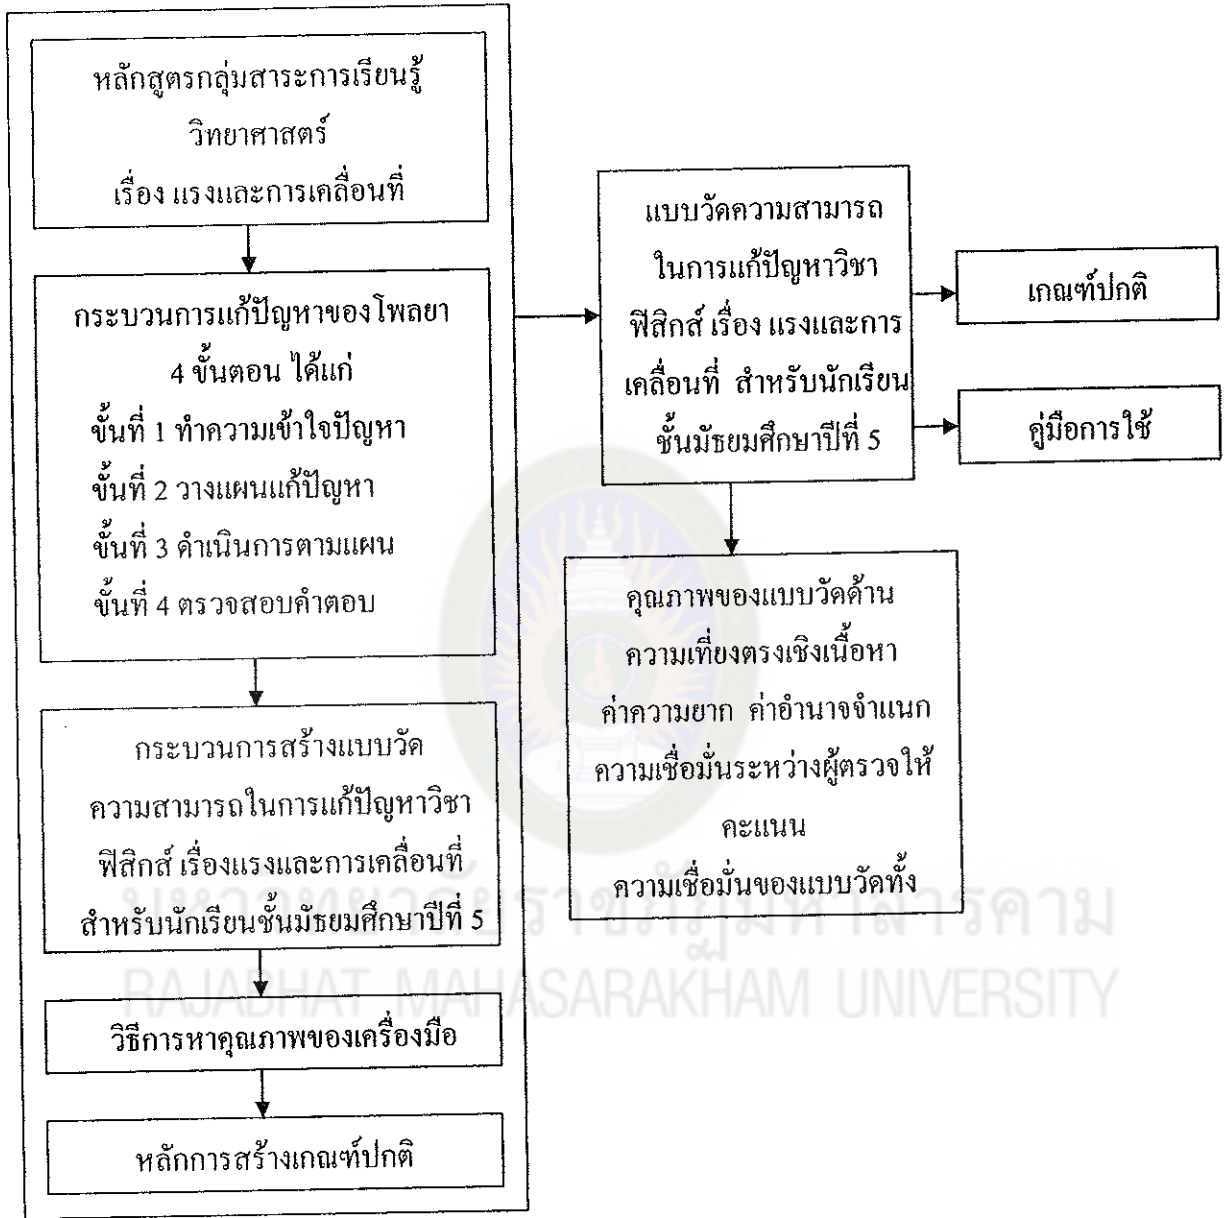 หลักสูตรกลุ่มสาระการเรียนรู้
วิทยาศาสตร์
เรื่อง แรงและการเคลื่อนที่
กระบวนการแก้ปัญหาของโพลยา
4 ขั้นตอน ได้แก่
ขั้นที่ 1 ทำความเข้าใจปัญหา
ขั้นที่ 2 วางแผนแก้ปัญหา
ขั้นที่ 3 ดำเนินการตามแผน
ขั้นที่ 4 ตรวจสอบคำตอบ
กระบวนการสร้างแบบวัด
ความสามารถในการแก้ปัญหาวิชา
ฟิสิกส์ เรื่องแรงและการเคลื่อนที่
สำหรับนักเรียนชั้นมัธยมศึกษาปีที่ 5
วิธีการหาคุณภาพของเครื่องมือ
หลักการสร้างเกณฑ์ปกติ
แบบวัดความสามารถ
ในการแก้ปัญหาวิชา
ฟิสิกส์ เรื่อง แรงและการ
เคลื่อนที่ สำหรับนักเรียน
ชั้นมัธยมศึกษาปีที่ 5
เกณฑ์ปกติ
คู่มือการใช้
คุณภาพของแบบวัดด้าน
ความเที่ยงตรงเชิงเนื้อหา
ค่าความยาก ค่าอำนาจจำแนก
ความเชื่อมั่นระหว่างผู้ตรวจให้
คะแนน
ความเชื่อมั่นของแบบวัดทั้ง
มหาวิทยาลัยราชภัฏมหาสารคาม
RAJABHAT MAHASARAKHAM UNIVERSITY